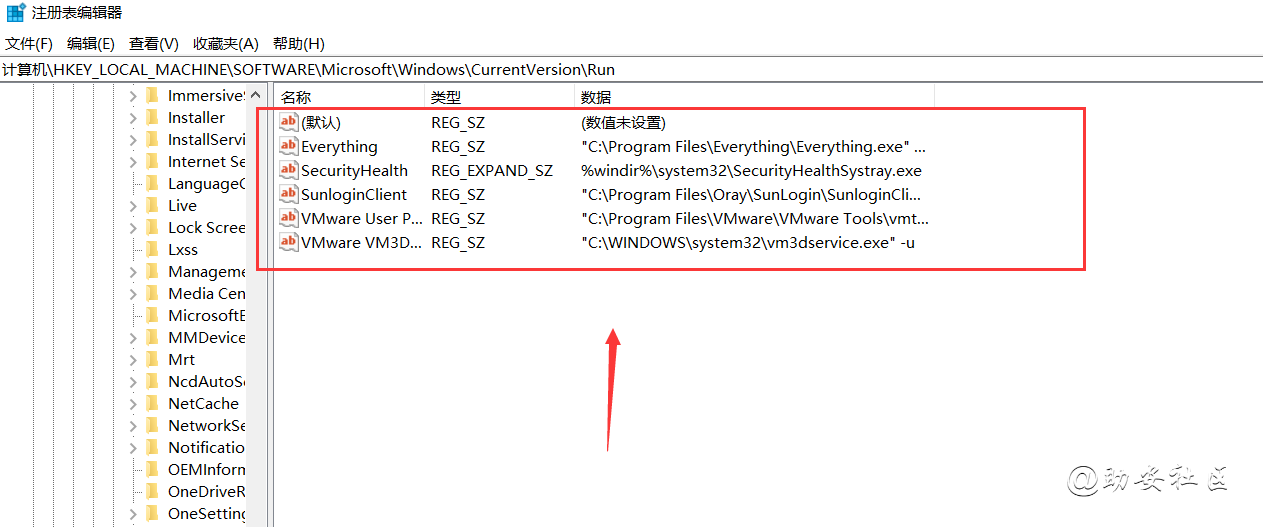 注册表编辑器
文件(F) 编辑(E) 查看(V) 收藏夹(A) 帮助(H)
计算机\HKEY_LOCAL_MACHINE\SOFTWARE\Microsoft\Windows\CurrentVersion\Run
ImmersiveS
Installer
InstallServi
Internet Se
LanguageC
Live
Lock Scree
Lxss
Manageme
Media Cen
MicrosoftE
MMDevice
Mrt
NcdAutoSe
NetCache
NetworkSe
Notificatio
OEMInform
OneDriveR
OneSetting
名称 类型 数据
(默认) REG_SZ (数值未设置)
Everything REG_SZ "C:\Program Files\Everything\Everything.exe" ...
SecurityHealth REG_EXPAND_SZ %windir%\system32\SecurityHealthSystray.exe
SunloginClient REG_SZ "C:\Program Files\Oray\SunLogin\SunloginCli...
VMware User P... REG_SZ "C:\Program Files\VMware\VMware Tools\vmt...
VMware VM3D... REG_SZ "C:\WINDOWS\system32\vm3dservice.exe" -u
@助安社区